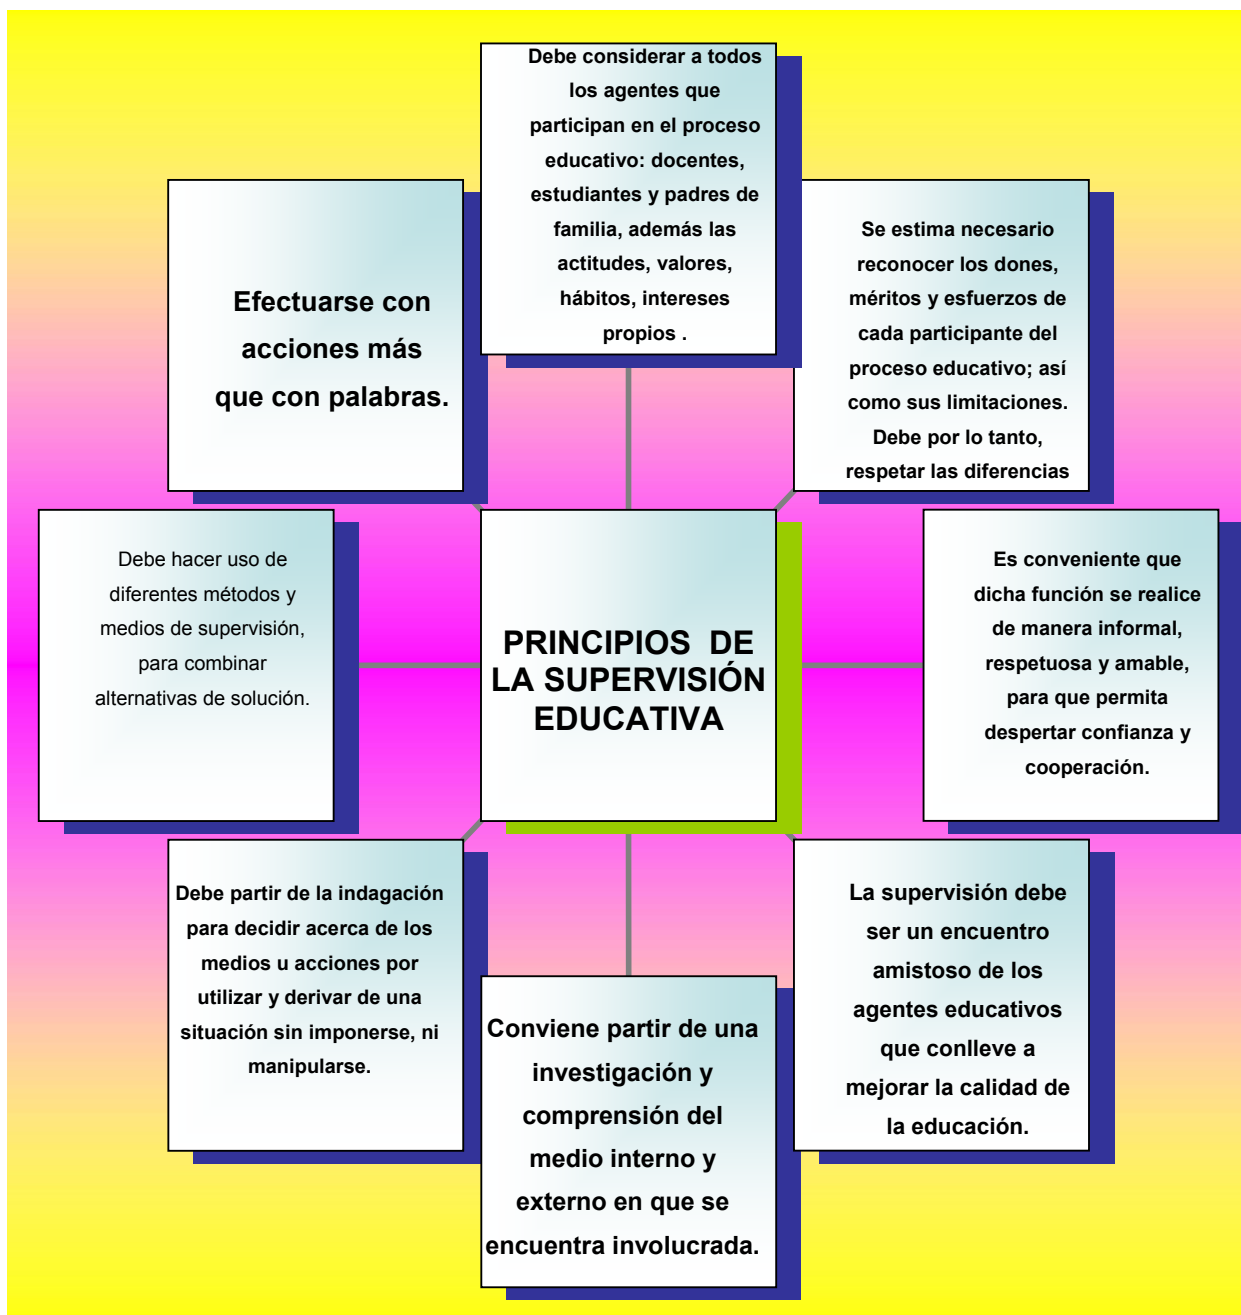 Debe considerar a todos
los agentes que
participan en el proceso
educativo: docentes,
estudiantes y padres de
familia, además las
actitudes, valores,
hábitos, intereses
propios .
Efectuarse con
acciones más
que con palabras.
Se estima necesario
reconocer los dones,
méritos y esfuerzos de
cada participante del
proceso educativo; así
como sus limitaciones.
Debe por lo tanto,
respetar las diferencias
Debe hacer uso de
diferentes métodos y
medios de supervisión,
para combinar
alternativas de solución.
PRINCIPIOS DE
LA SUPERVISIÓN
EDUCATIVA
Es conveniente que
dicha función se realice
de manera informal,
respetuosa y amable,
para que permita
despertar confianza y
cooperación.
Debe partir de la indagación
para decidir acerca de los
medios u acciones por
utilizar y derivar de una
situación sin imponerse, ni
manipularse.
Conviene partir de una
investigación y
comprensión del
medio interno y
externo en que se
encuentra involucrada.
La supervisión debe
ser un encuentro
amistoso de los
agentes educativos
que conlleve a
mejorar la calidad de
la educación.